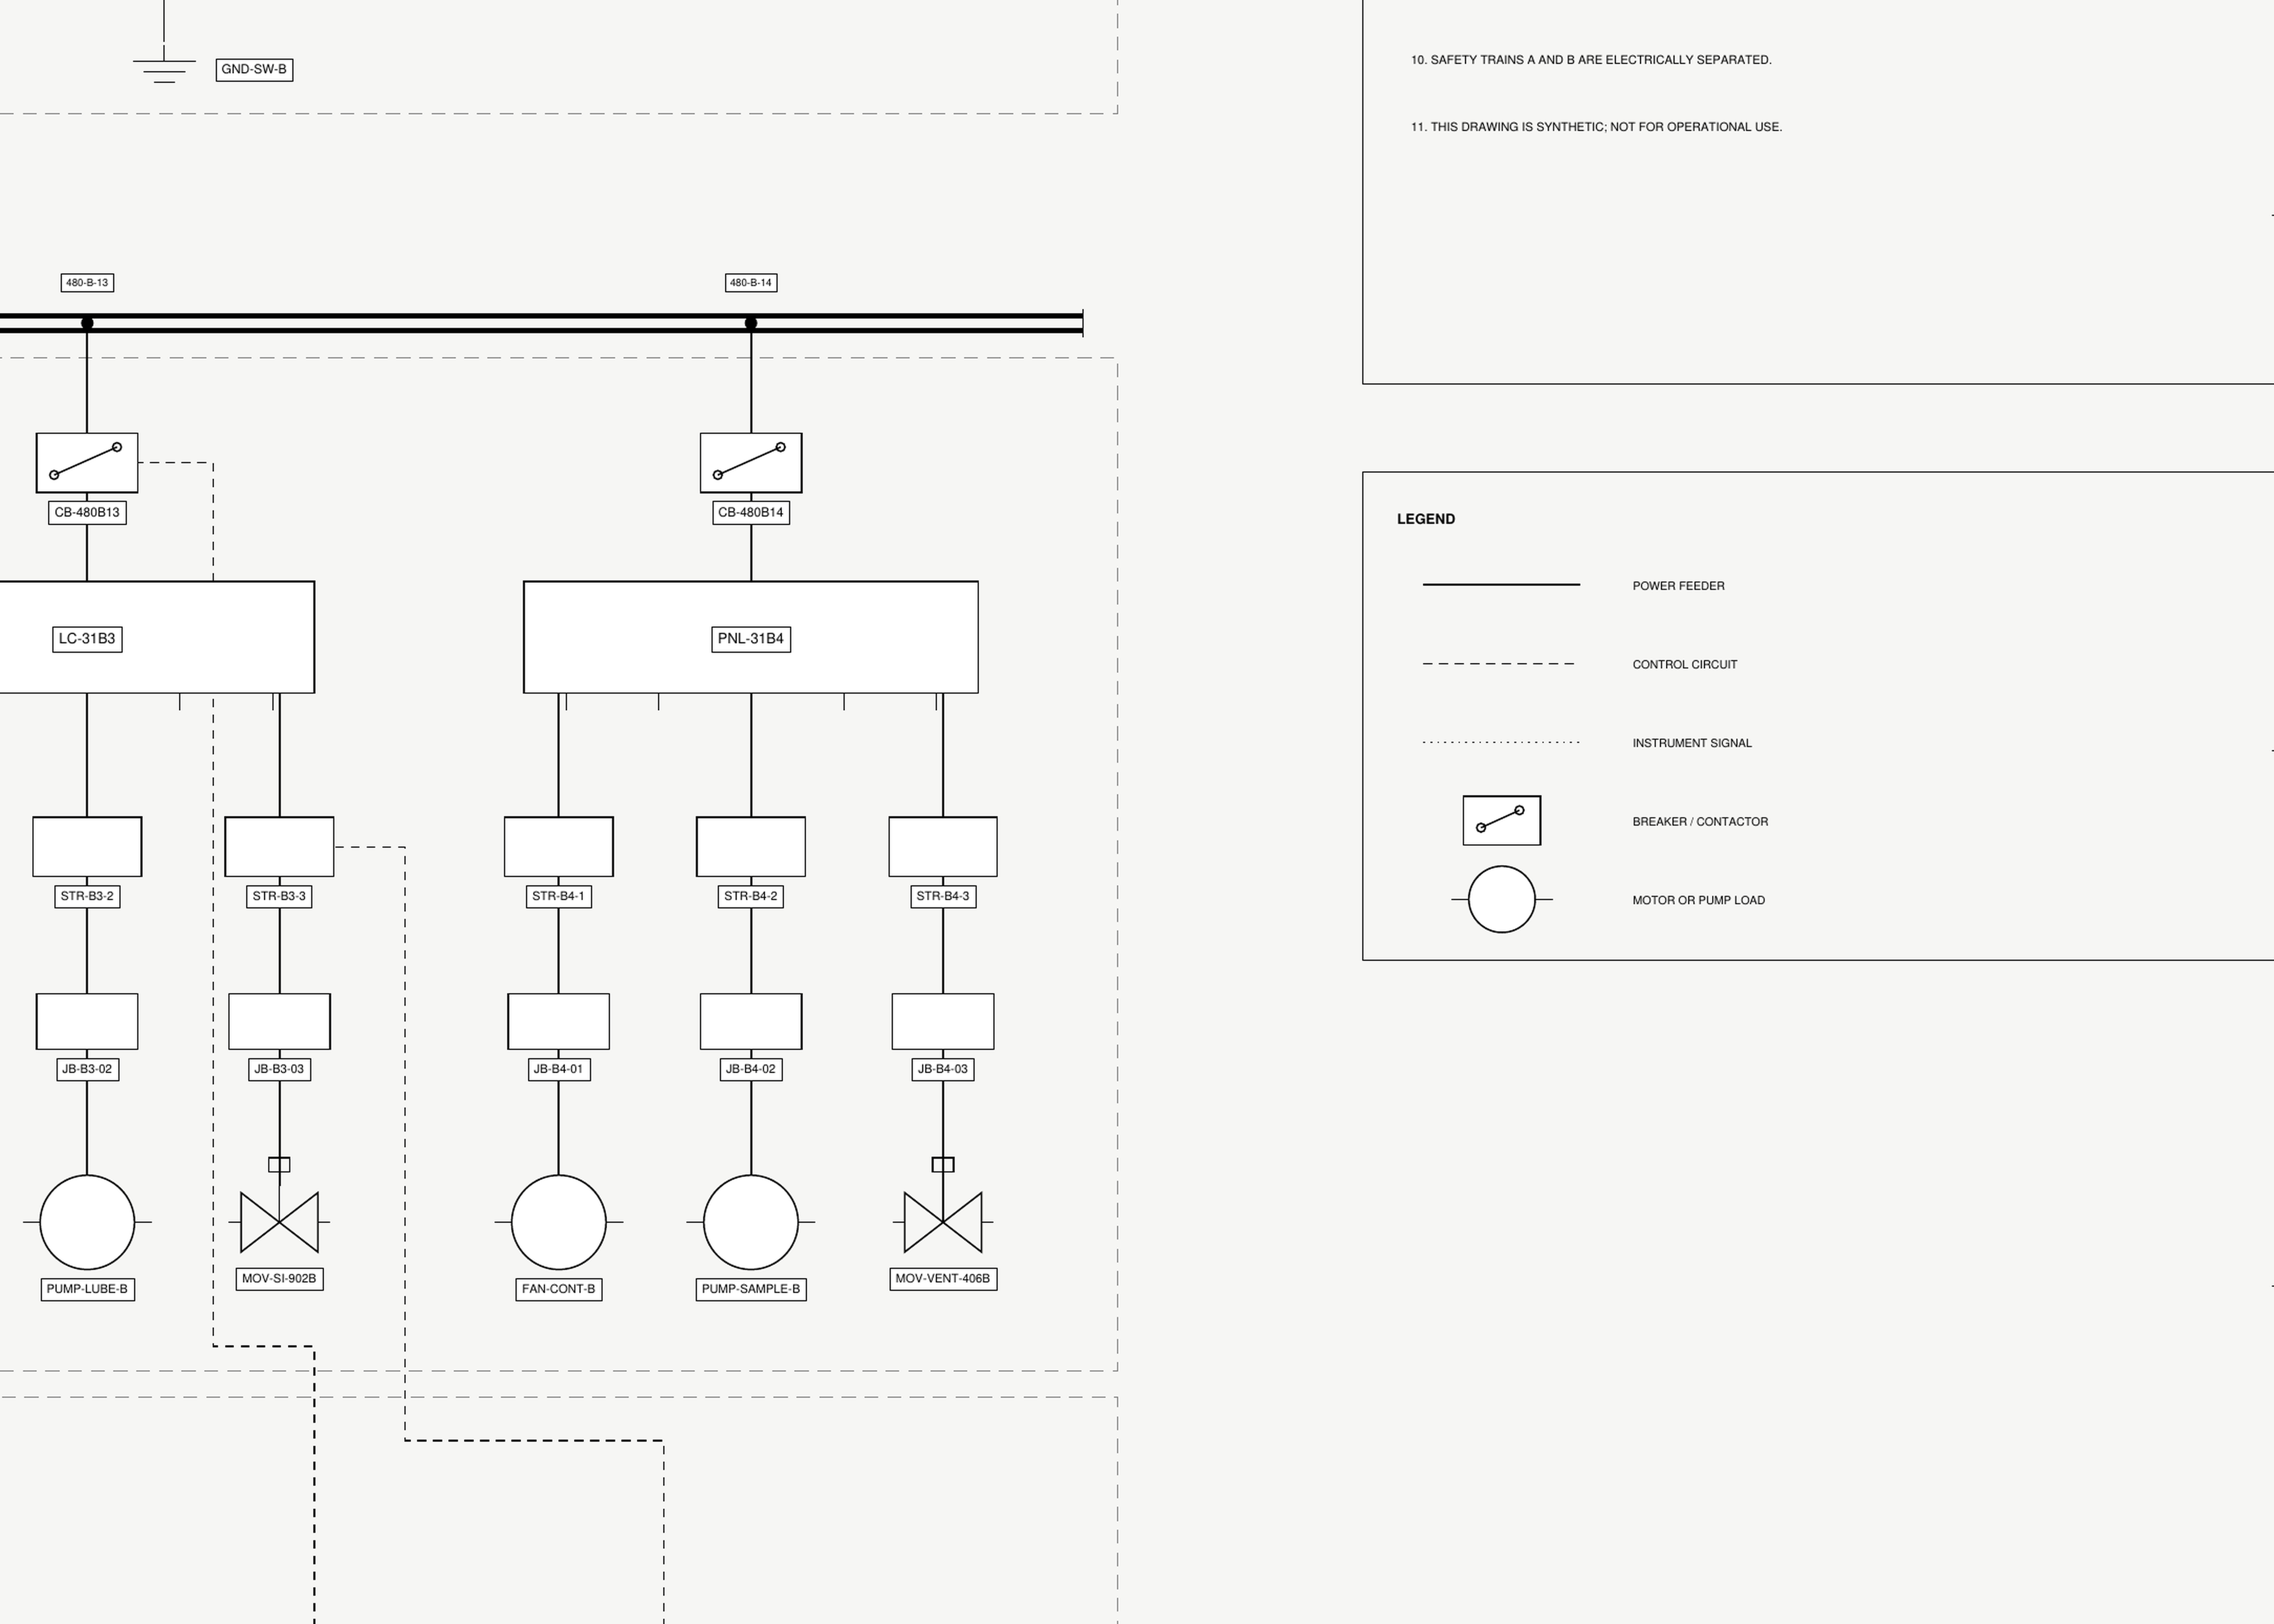 GND-SW-B
10. SAFETY TRAINS A AND B ARE ELECTRICALLY SEPARATED.
11. THIS DRAWING IS SYNTHETIC; NOT FOR OPERATIONAL USE.
480-B-13
480-B-14
CB-480B13
CB-480B14
LC-31B3
PNL-31B4
STR-B3-2
STR-B3-3
STR-B4-1
STR-B4-2
STR-B4-3
JB-B3-02
JB-B3-03
JB-B4-01
JB-B4-02
JB-B4-03
PUMP-LUBE-B
MOV-SI-902B
FAN-CONT-B
PUMP-SAMPLE-B
MOV-VENT-406B
LEGEND
POWER FEEDER
CONTROL CIRCUIT
INSTRUMENT SIGNAL
BREAKER / CONTACTOR
MOTOR OR PUMP LOAD